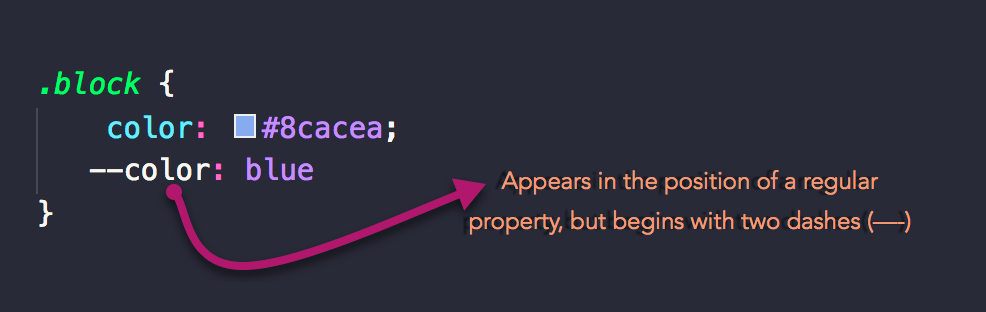 .block {
color: #8cacea;
--color: blue
}
Appears in the position of a regular
property, but begins with two dashes (––)